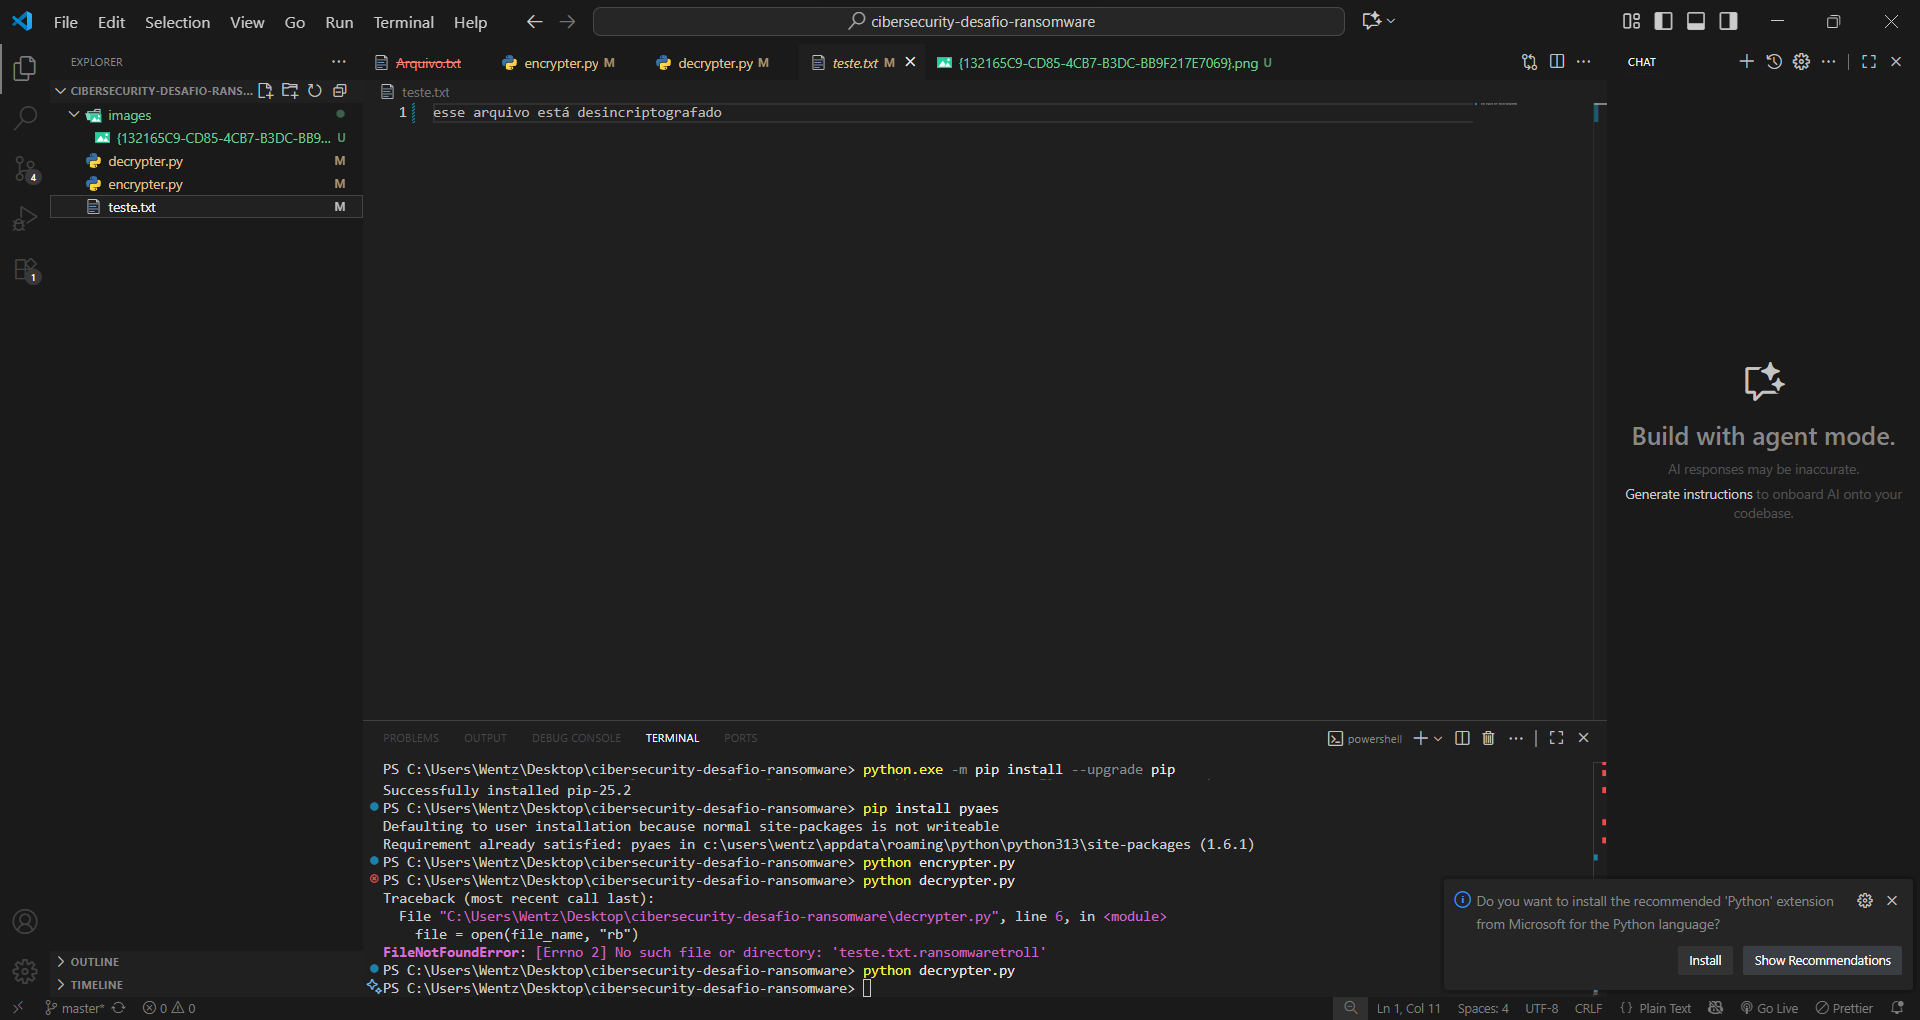 File Edit Selection View Go Run Terminal Help
cibersecurity-desafio-ransomware
EXPLORER
CIBERSECURITY-DESAFIO-RANS...
images
{132165C9-CD85-4CB7-B3DC-BB9... U
decrypter.py M
encrypter.py M
teste.txt M
4
1
OUTLINE
TIMELINE
Arquivo.txt encrypter.py M decrypter.py M teste.txt M {132165C9-CD85-4CB7-B3DC-BB9F217E7069}.png U
teste.txt
1 esse arquivo está desincriptografado
PROBLEMS OUTPUT DEBUG CONSOLE TERMINAL PORTS
powershell
PS C:\Users\Wentz\Desktop\cibersecurity-desafio-ransomware> python.exe -m pip install --upgrade pip
Successfully installed pip-25.2
PS C:\Users\Wentz\Desktop\cibersecurity-desafio-ransomware> pip install pyaes
Defaulting to user installation because normal site-packages is not writeable
Requirement already satisfied: pyaes in c:\users\wentz\appdata\roaming\python\python313\site-packages (1.6.1)
PS C:\Users\Wentz\Desktop\cibersecurity-desafio-ransomware> python encrypter.py
PS C:\Users\Wentz\Desktop\cibersecurity-desafio-ransomware> python decrypter.py
Traceback (most recent call last):
File "C:\Users\Wentz\Desktop\cibersecurity-desafio-ransomware\decrypter.py", line 6, in <module>
file = open(file_name, "rb")
FileNotFoundError: [Errno 2] No such file or directory: 'teste.txt.ransomwaretroll'
PS C:\Users\Wentz\Desktop\cibersecurity-desafio-ransomware> python decrypter.py
PS C:\Users\Wentz\Desktop\cibersecurity-desafio-ransomware>
CHAT
Build with agent mode.
AI responses may be inaccurate.
Generate instructions to onboard AI onto your
codebase.
Do you want to install the recommended 'Python' extension
from Microsoft for the Python language?
Install
Show Recommendations
master* 0 0
Ln 1, Col 11 Spaces: 4 UTF-8 CRLF {} Plain Text Go Live Prettier